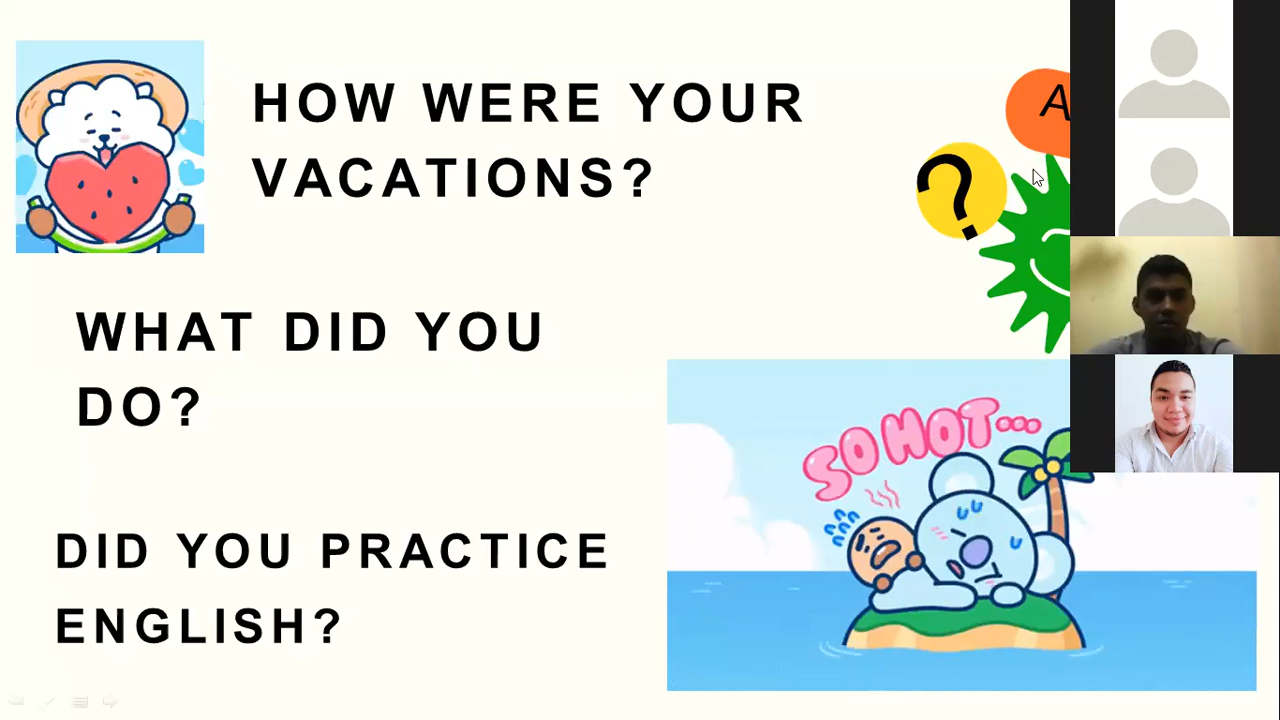 HOW WERE YOUR
VACATIONS?
?
A
WHAT DID YOU
DO?
SO HOT...
DID YOU PRACTICE
ENGLISH?